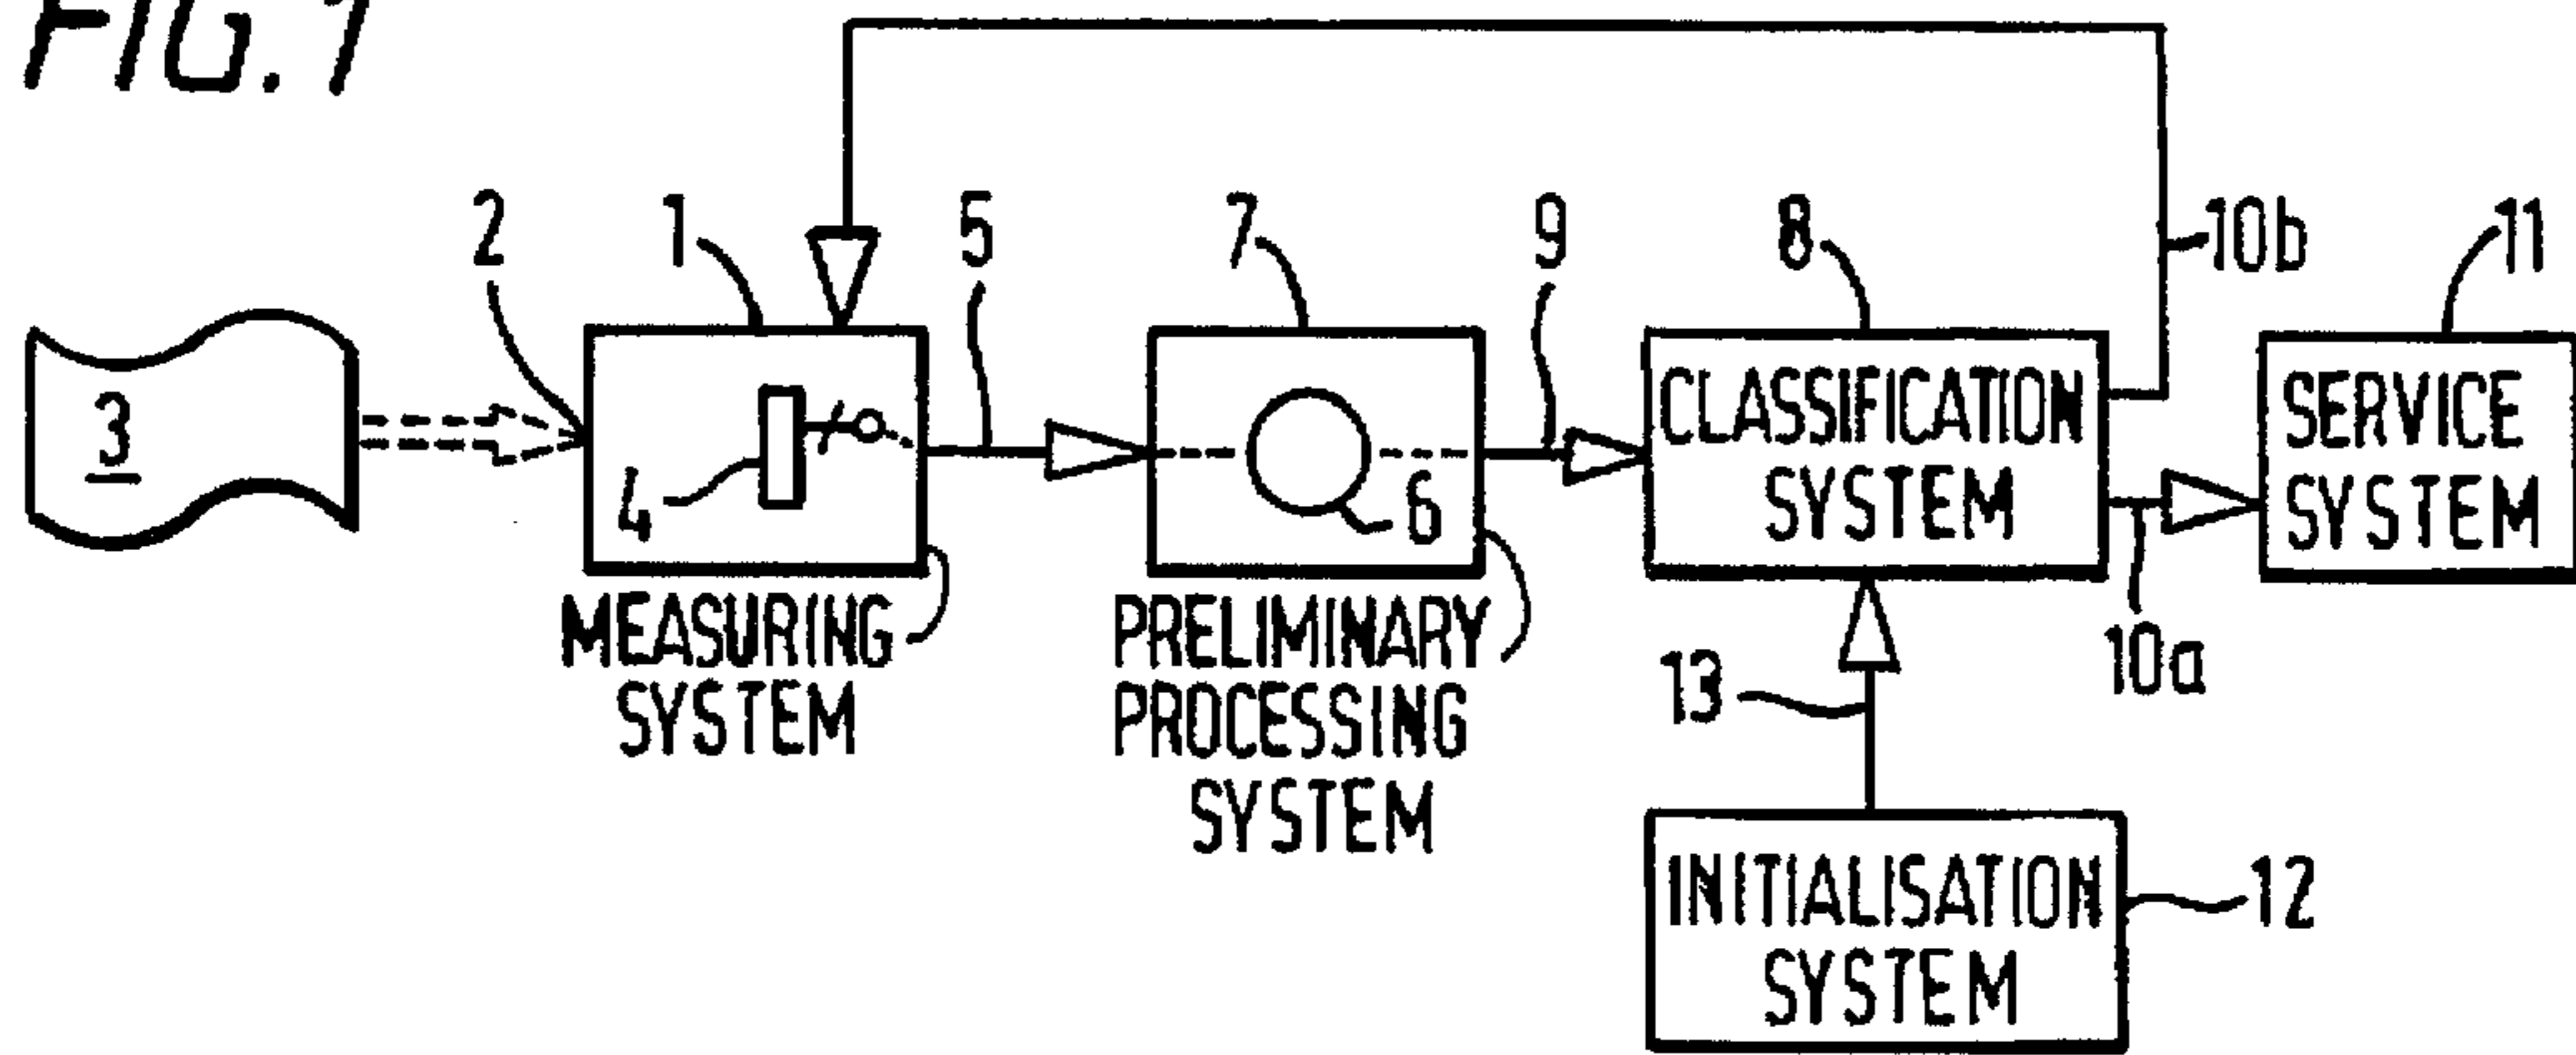 FIG. 1
2
1
5
7
9
8
10b
11
3
4
6
CLASSIFICATION
SYSTEM
SERVICE
SYSTEM
MEASURING
SYSTEM
PRELIMINARY
PROCESSING
SYSTEM
13
10a
INITIALISATION
SYSTEM
12